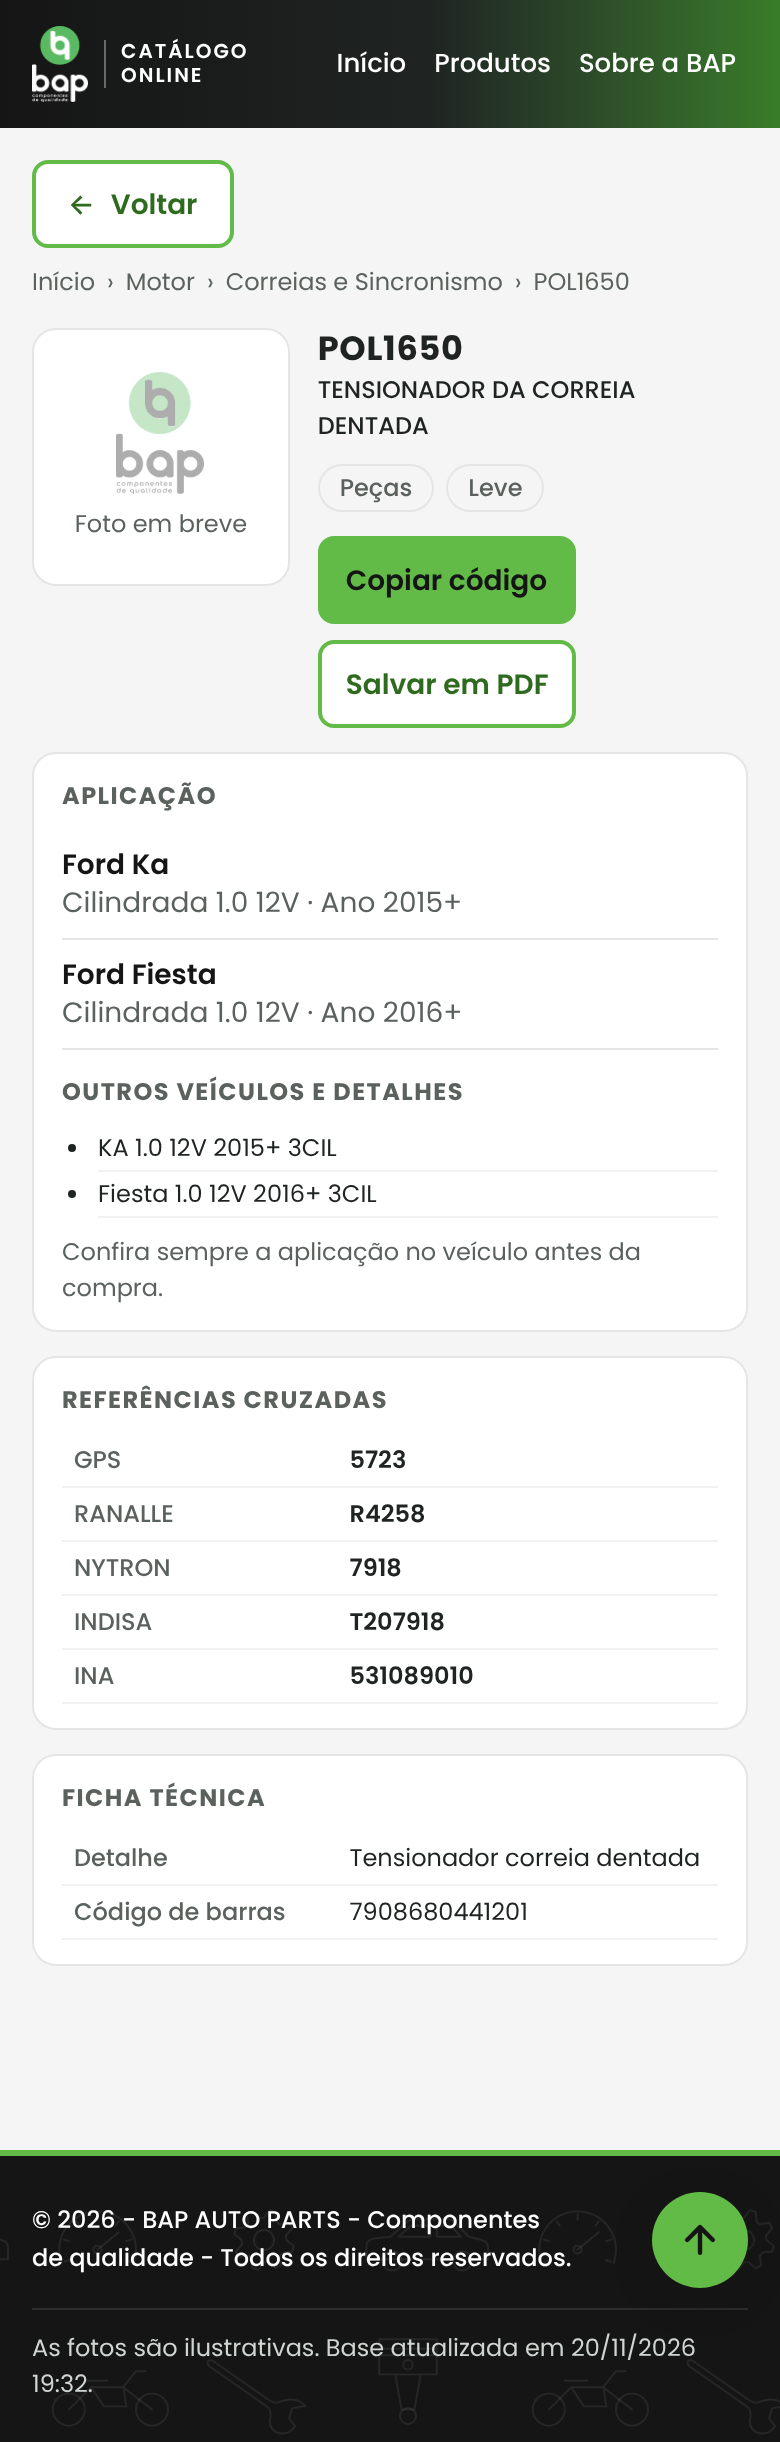 bap
componentes
de qualidade
CATÁLOGO
ONLINE
Início Produtos Sobre a BAP
← Voltar
Início › Motor › Correias e Sincronismo › POL1650
bap
componentes
de qualidade
Foto em breve
POL1650
TENSIONADOR DA CORREIA
DENTADA
Peças Leve
Copiar código
Salvar em PDF
APLICAÇÃO
Ford Ka
Cilindrada 1.0 12V · Ano 2015+
Ford Fiesta
Cilindrada 1.0 12V · Ano 2016+
OUTROS VEÍCULOS E DETALHES
• KA 1.0 12V 2015+ 3CIL
• Fiesta 1.0 12V 2016+ 3CIL
Confira sempre a aplicação no veículo antes da
compra.
REFERÊNCIAS CRUZADAS
GPS 5723
RANALLE R4258
NYTRON 7918
INDISA T207918
INA 531089010
FICHA TÉCNICA
Detalhe Tensionador correia dentada
Código de barras 7908680441201
© 2026 - BAP AUTO PARTS - Componentes
de qualidade - Todos os direitos reservados.
As fotos são ilustrativas. Base atualizada em 20/11/2026
19:32.